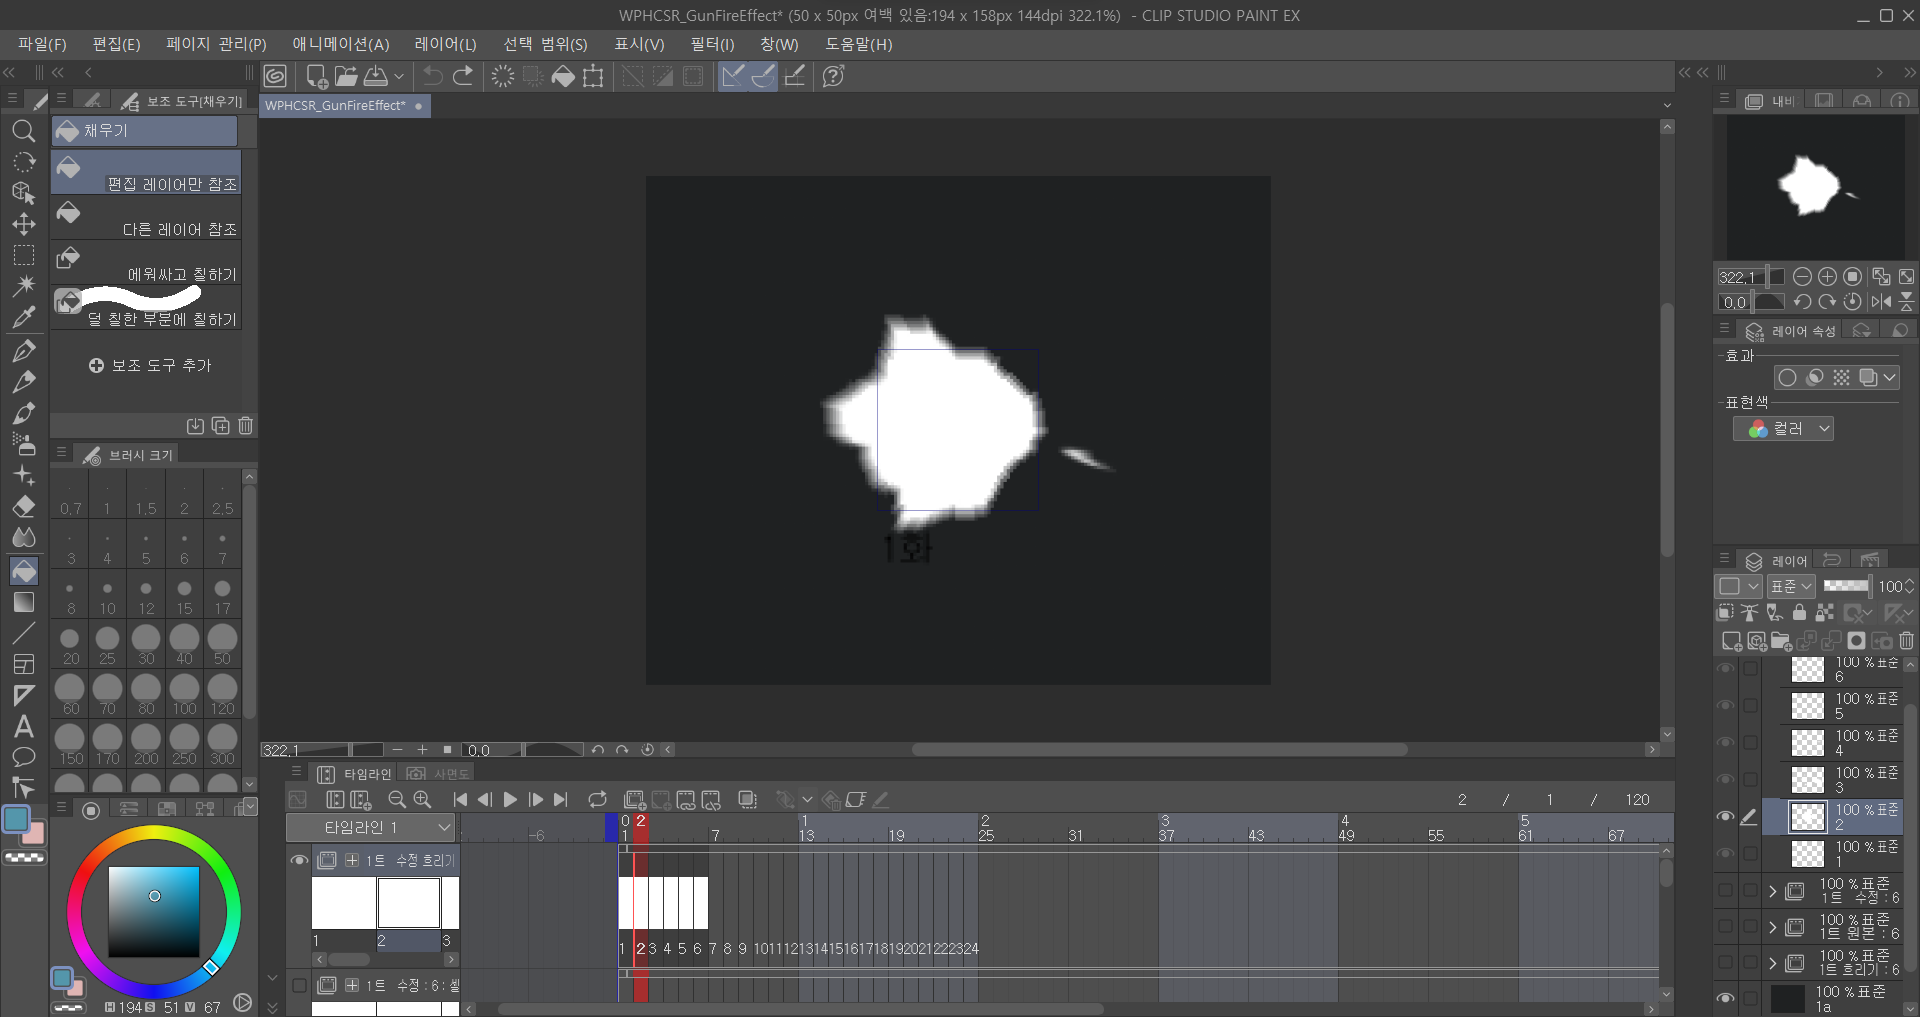 WPHCSR_GunFireEffect* (50 x 50px 여백 있음:194 x 158px 144dpi 322.1%) - CLIP STUDIO PAINT EX
파일(F) 편집(E) 페이지 관리(P) 애니메이션(A) 레이어(L) 선택 범위(S) 표시(V) 필터(I) 창(W) 도움말(H)
보조 도구[채우기]
WPHCSR_GunFireEffect*
내비
채우기
편집 레이어만 참조
다른 레이어 참조
에워싸고 칠하기
덜 칠한 부분에 칠하기
보조 도구 추가
브러시 크기
0.7 1 1.5 2 2.5
3 4 5 6 7
8 10 12 15 17
20 25 30 40 50
60 70 80 100 120
150 170 200 250 300
H 194 S 51 V 67
1화
322.1 0.0
타임라인 사면도
2 / 1 / 120
타임라인 1
-6 0 2 1 2 3 4 5
1 7 13 19 25 31 37 43 49 55 61 67
1트 수정 흐리기
1 2 3
1 2 3 4 5 6 7 8 9 10 11 12 13 14 15 16 17 18 19 20 21 22 23 24
1트 수정 : 6 : 셀
322.1
0.0
레이어 속성
효과
표현색
컬러
레이어
표준 100
100 %표준
6
100 %표준
5
100 %표준
4
100 %표준
3
100 %표준
2
100 %표준
1
100 %표준
1트 수정 : 6
100 %표준
1트 원본 : 6
100 %표준
1트 흐리기 : 6
100 %표준
1a